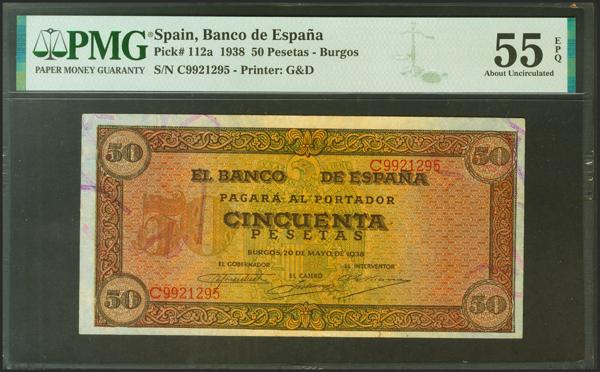 PMG
PAPER MONEY GUARANTY
Spain, Banco de España
Pick# 112a 1938 50 Pesetas - Burgos
S/N C9921295 - Printer: G&D
55
EPQ
About Uncirculated
50
50
C9921295
EL BANCO DE ESPAÑA
PAGARÁ AL PORTADOR
CINCUENTA
PESETAS
BURGOS, 20 DE MAYO DE 1938
EL GOBERNADOR
EL CAJERO
EL INTERVENTOR
C9921295
50
50